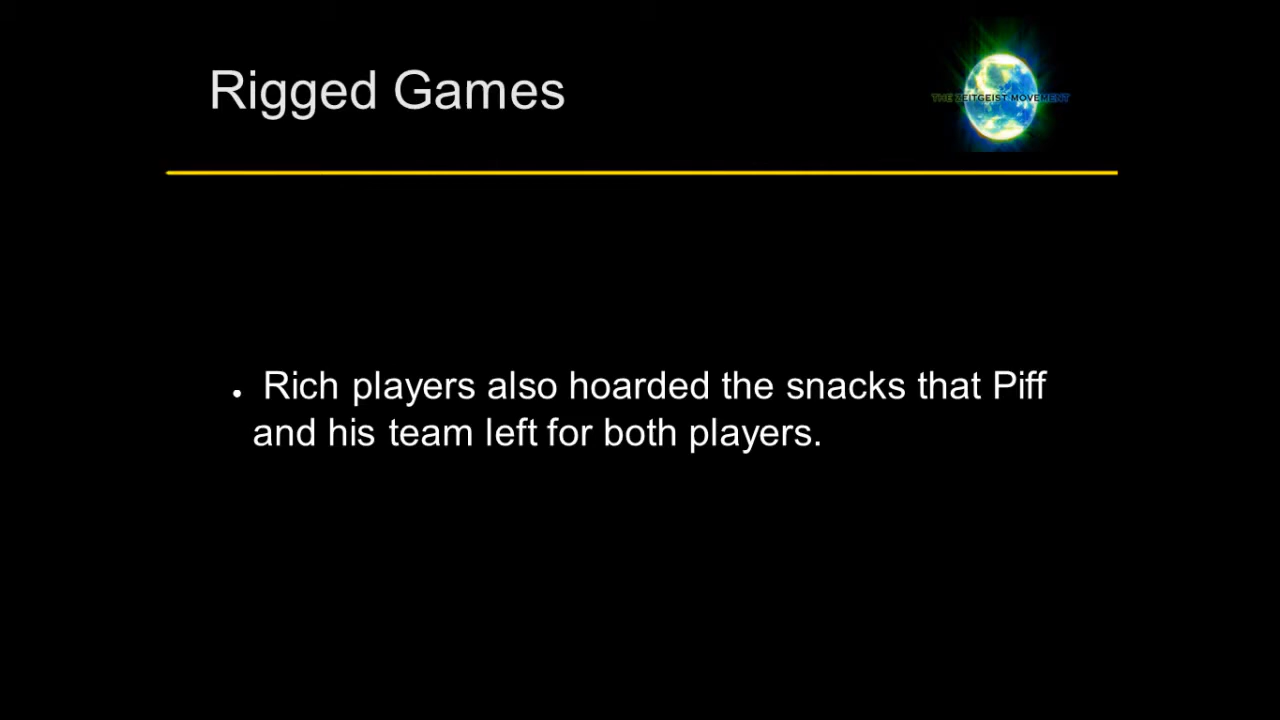 Rigged Games
THE ZEITGEIST MOVEMENT
● Rich players also hoarded the snacks that Piff
and his team left for both players.